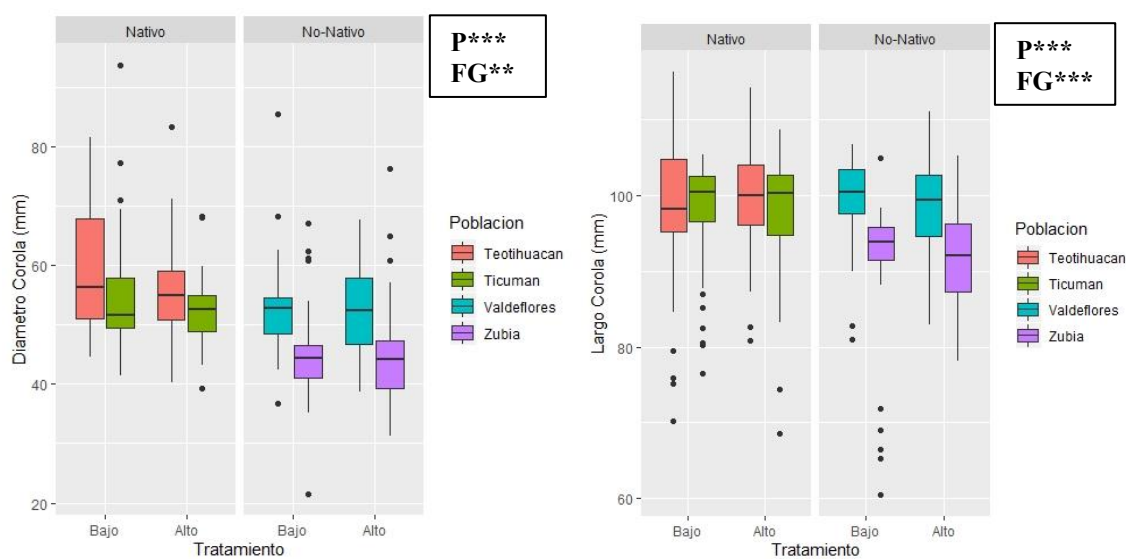 Nativo
No-Nativo
P***
FG**
Diametro Corola (mm)
80
60
40
20
Bajo
Alto
Bajo
Alto
Tratamiento
Poblacion
Teotihuacan
Ticuman
Valdeflores
Zubia
Nativo
No-Nativo
P***
FG***
Largo Corola (mm)
100
80
60
Bajo
Alto
Bajo
Alto
Tratamiento
Poblacion
Teotihuacan
Ticuman
Valdeflores
Zubia